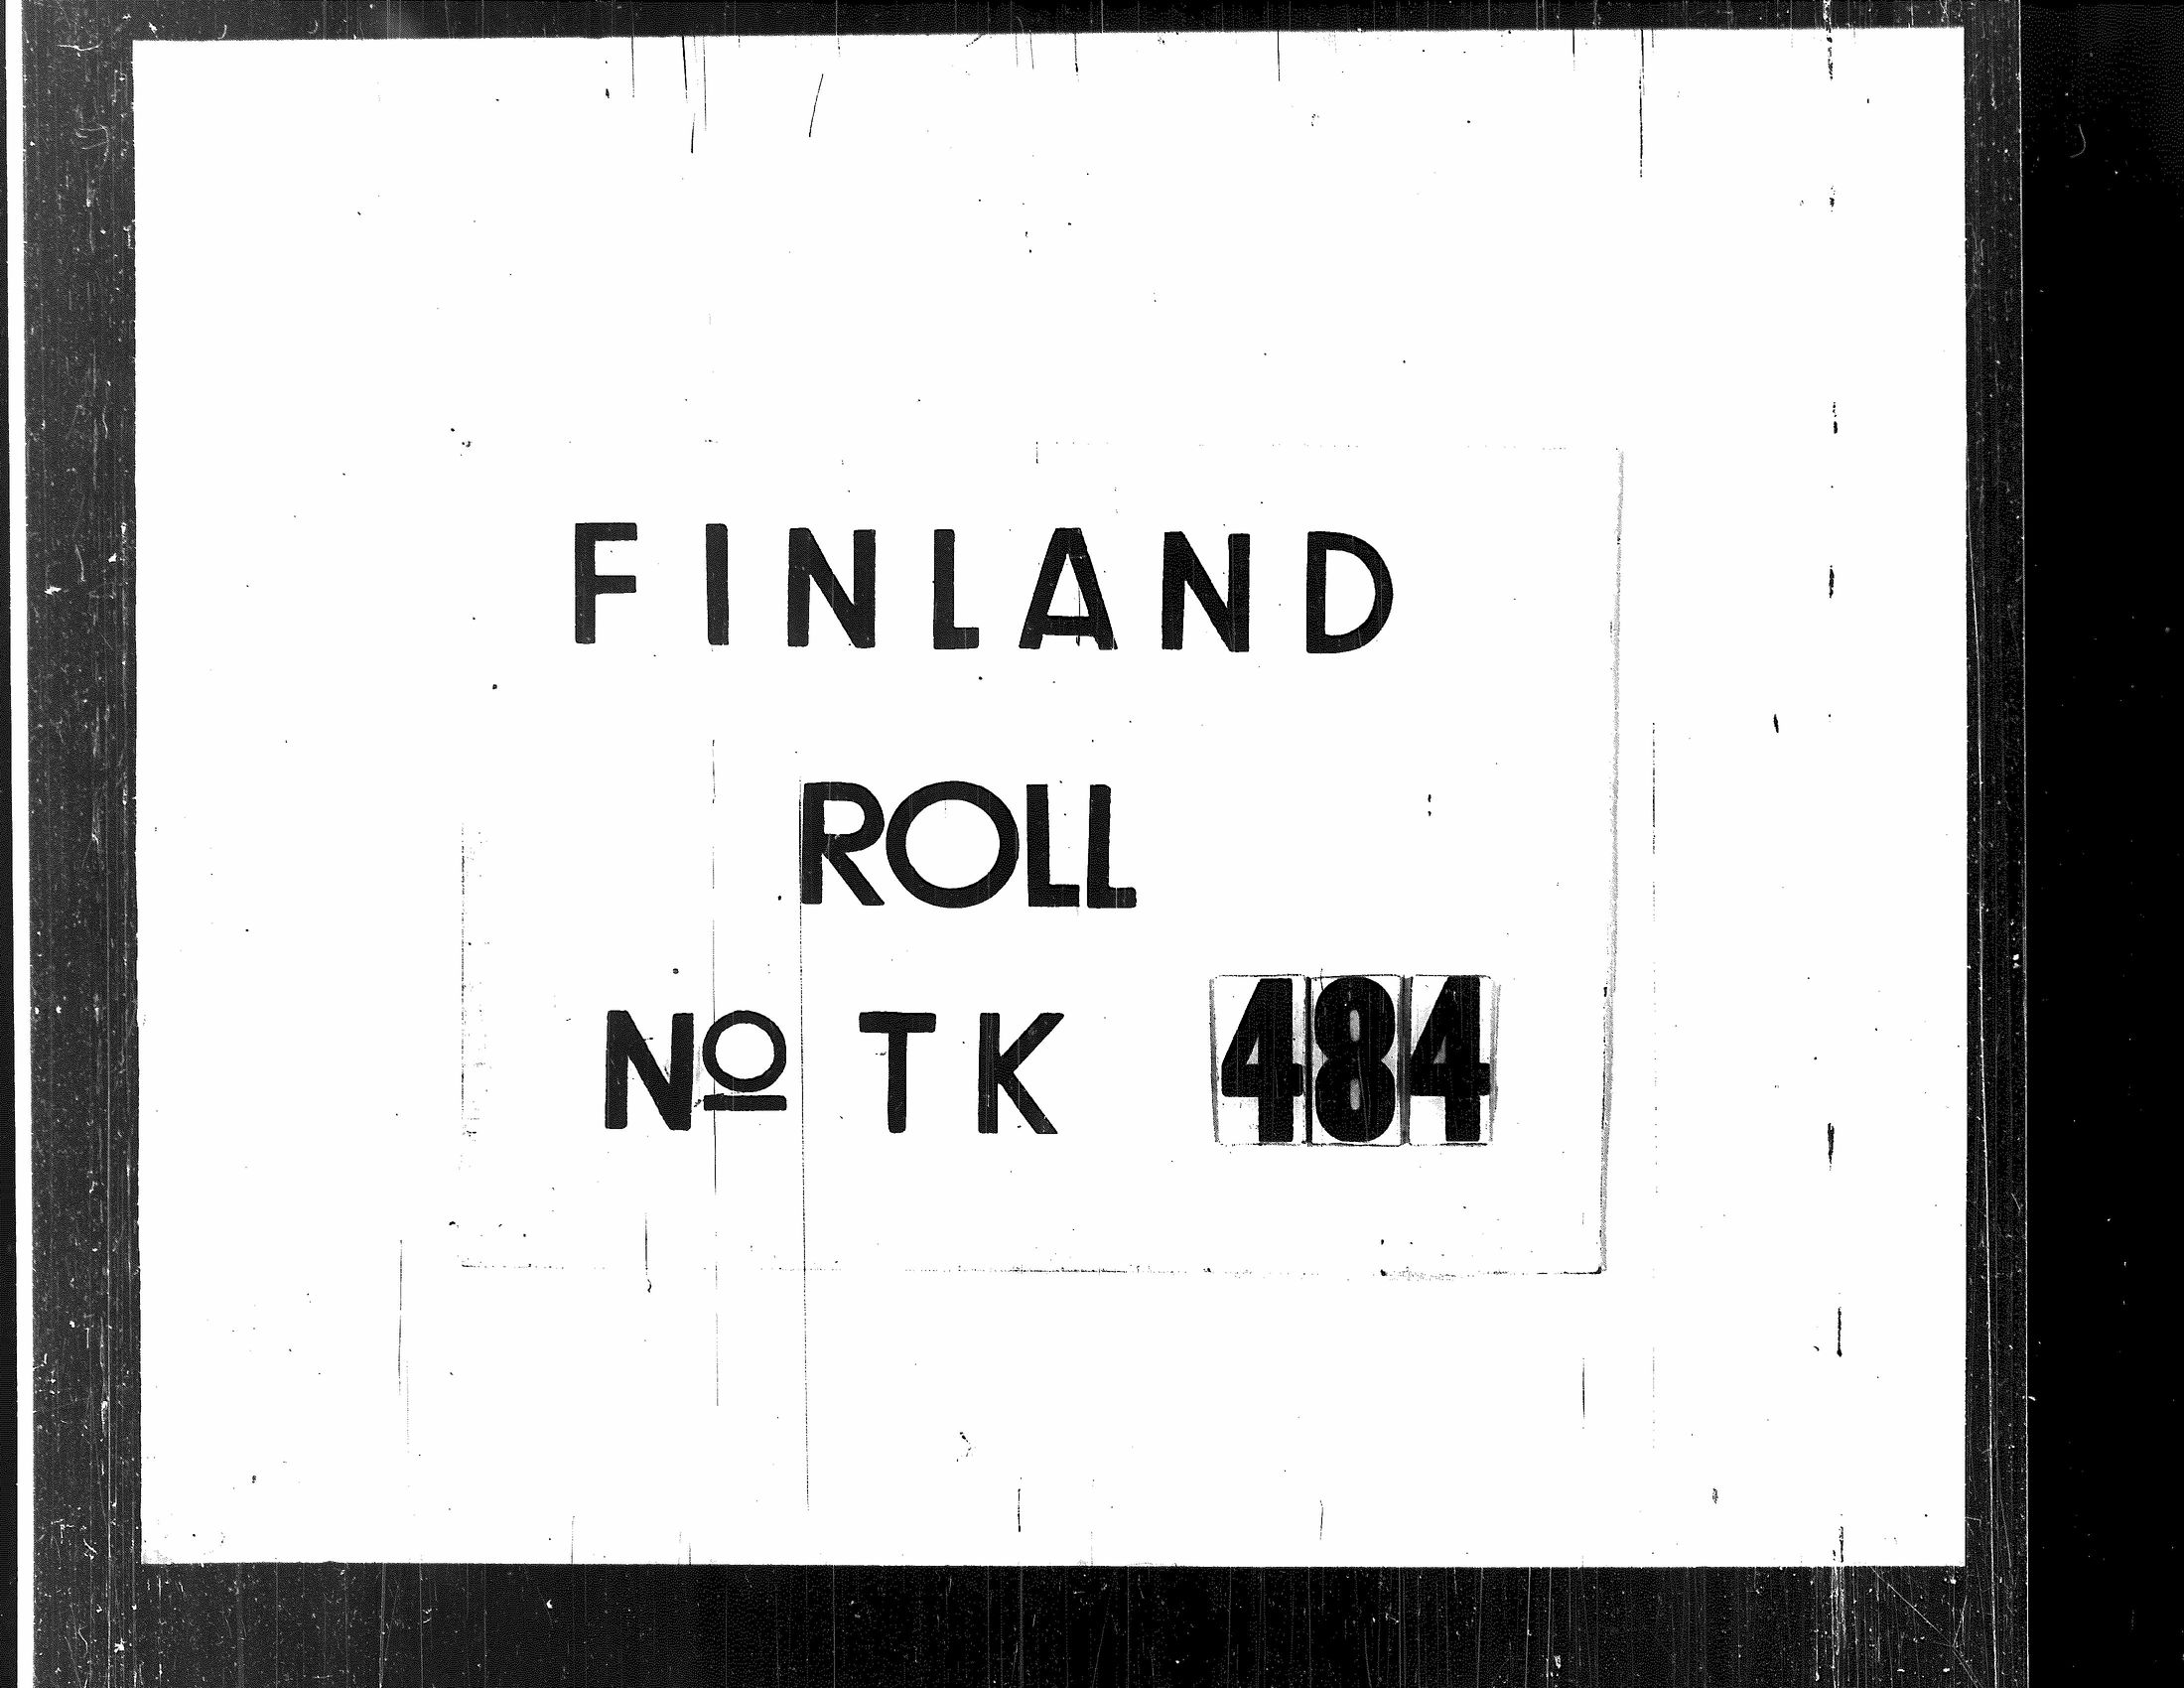 FINLAND
ROLL
Nº TK 484